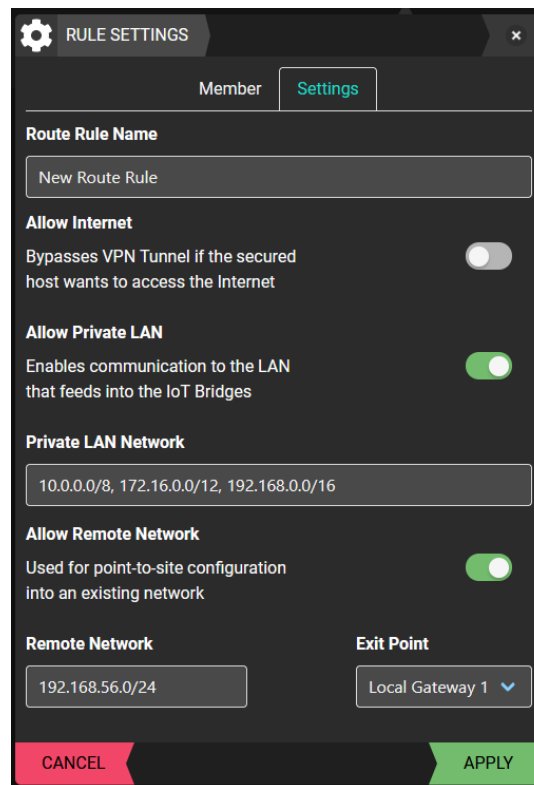 RULE SETTINGS
Member Settings
Route Rule Name
New Route Rule
Allow Internet
Bypasses VPN Tunnel if the secured
host wants to access the Internet
Allow Private LAN
Enables communication to the LAN
that feeds into the IoT Bridges
Private LAN Network
10.0.0.0/8, 172.16.0.0/12, 192.168.0.0/16
Allow Remote Network
Used for point-to-site configuration
into an existing network
Remote Network Exit Point
192.168.56.0/24 Local Gateway 1
CANCEL APPLY